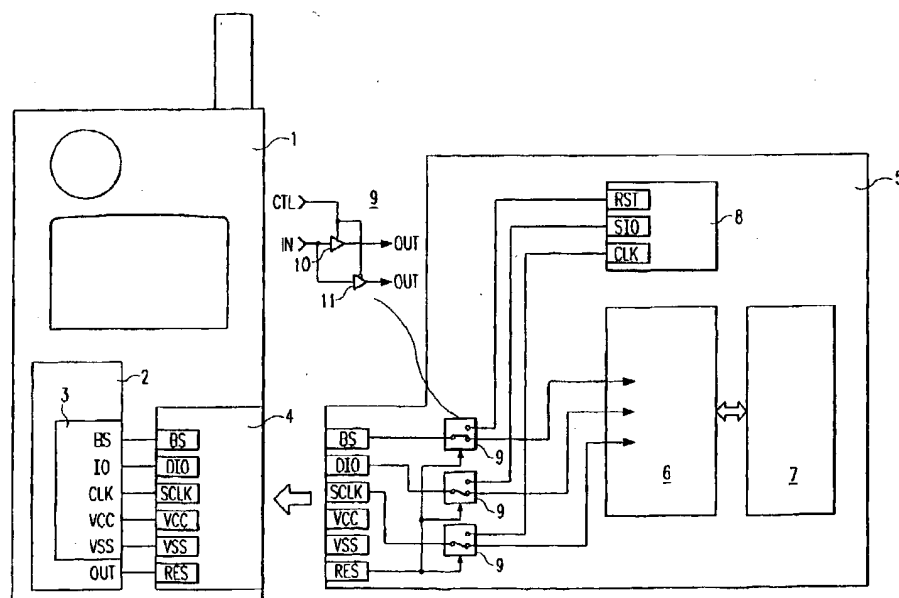 1
2
3
BS
IO
CLK
VCC
VSS
OUT
4
BS
DIO
SCLK
VCC
VSS
RES
CTL
9
IN
OUT
10
OUT
11
5
RST
SIO
CLK
8
BS
DIO
SCLK
VCC
VSS
RES
9
9
9
6
7